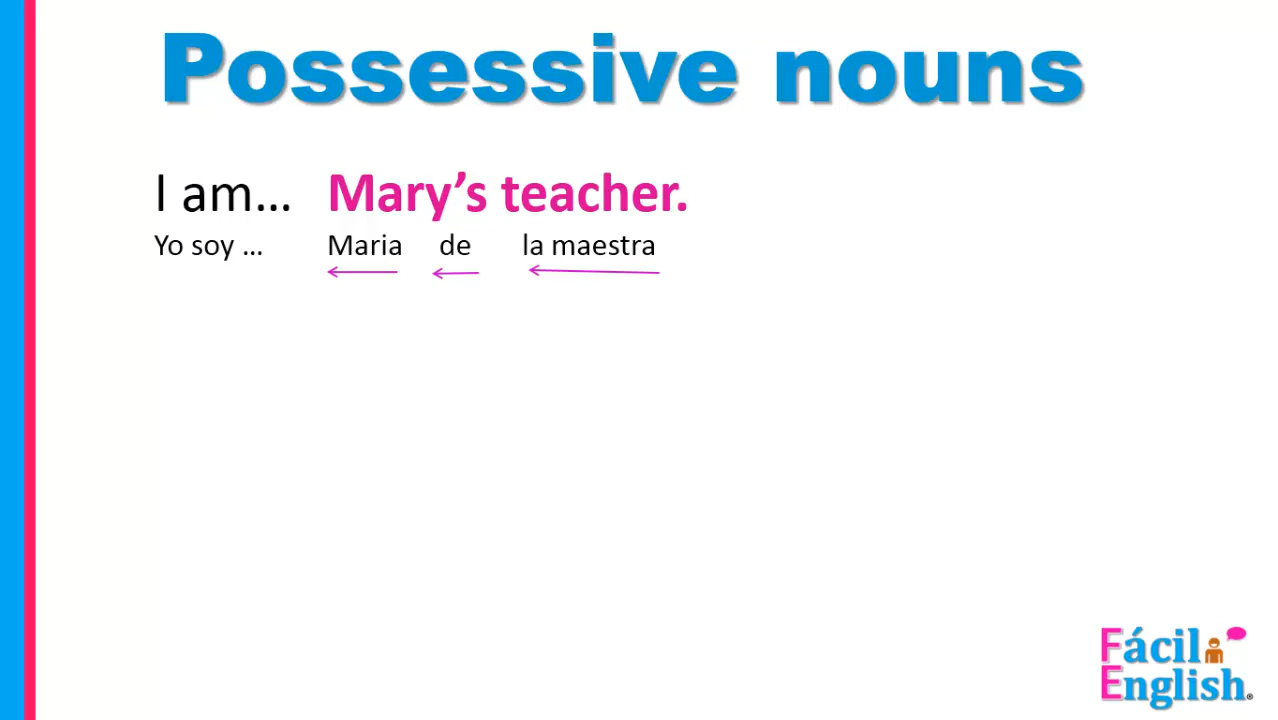 Possessive nouns
I am… Mary’s teacher.
Yo soy … Maria de la maestra
Fácil
English®